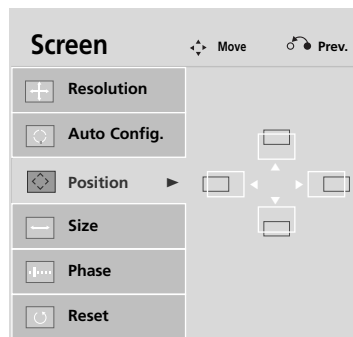 Screen Move Prev.
Resolution
Auto Config.
Position
Size
Phase
Reset